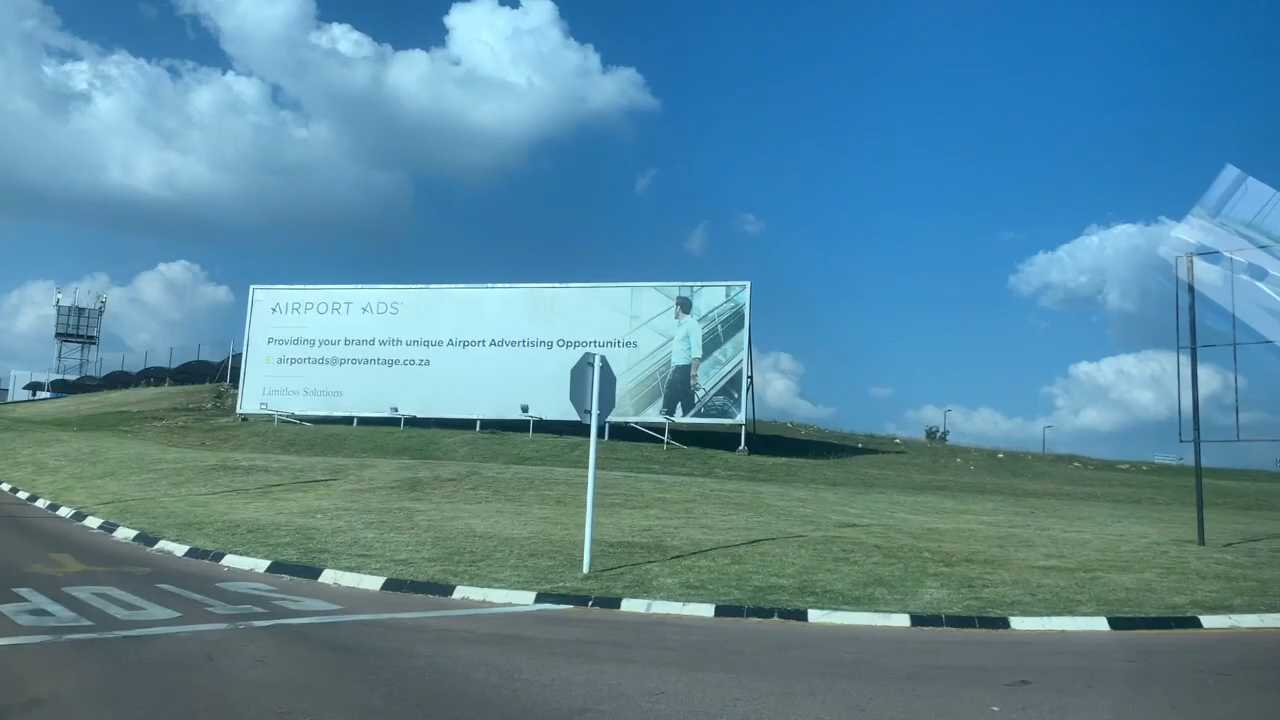 AIRPORT ADS
Providing your brand with unique Airport Advertising Opportunities
E: airportads@provantage.co.za
Limitless Solutions
STOP